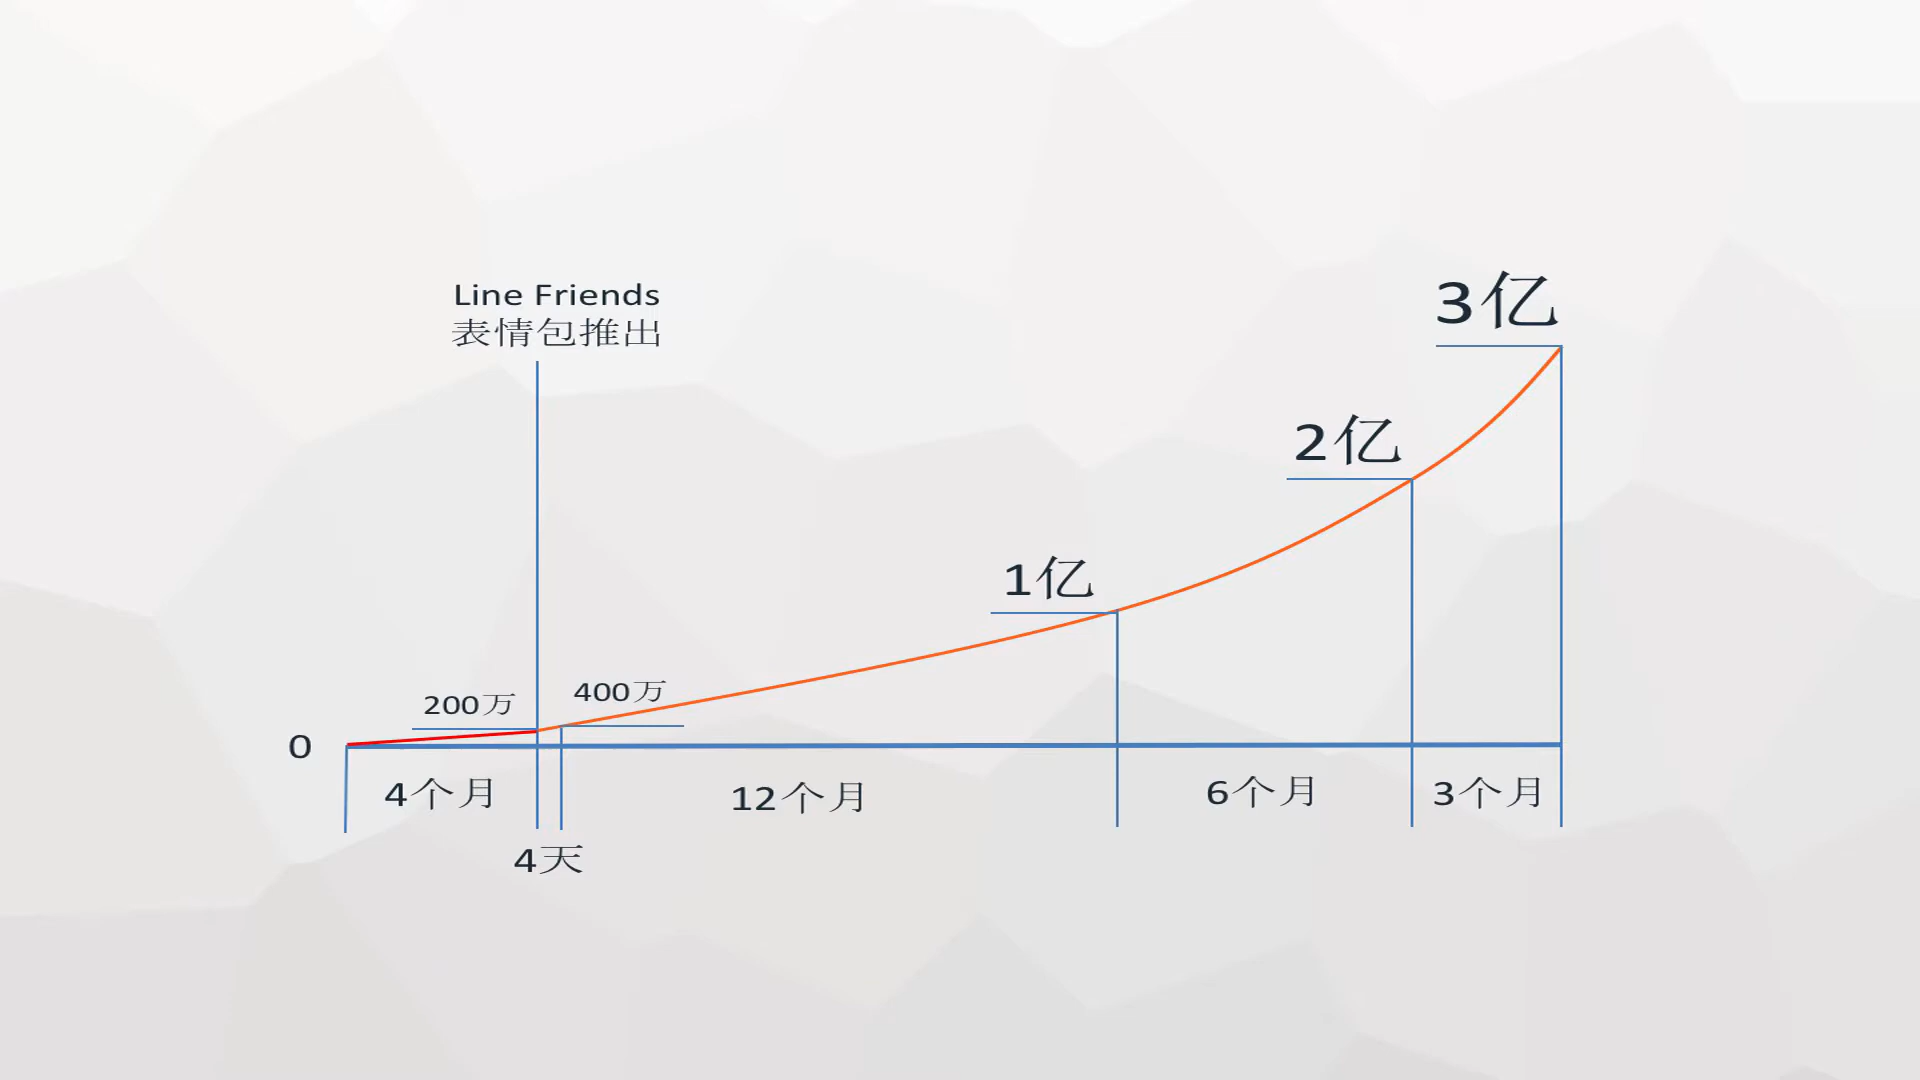 Line Friends
表情包推出
3亿
2亿
1亿
200万
400万
0
4个月
12个月
6个月
3个月
4天